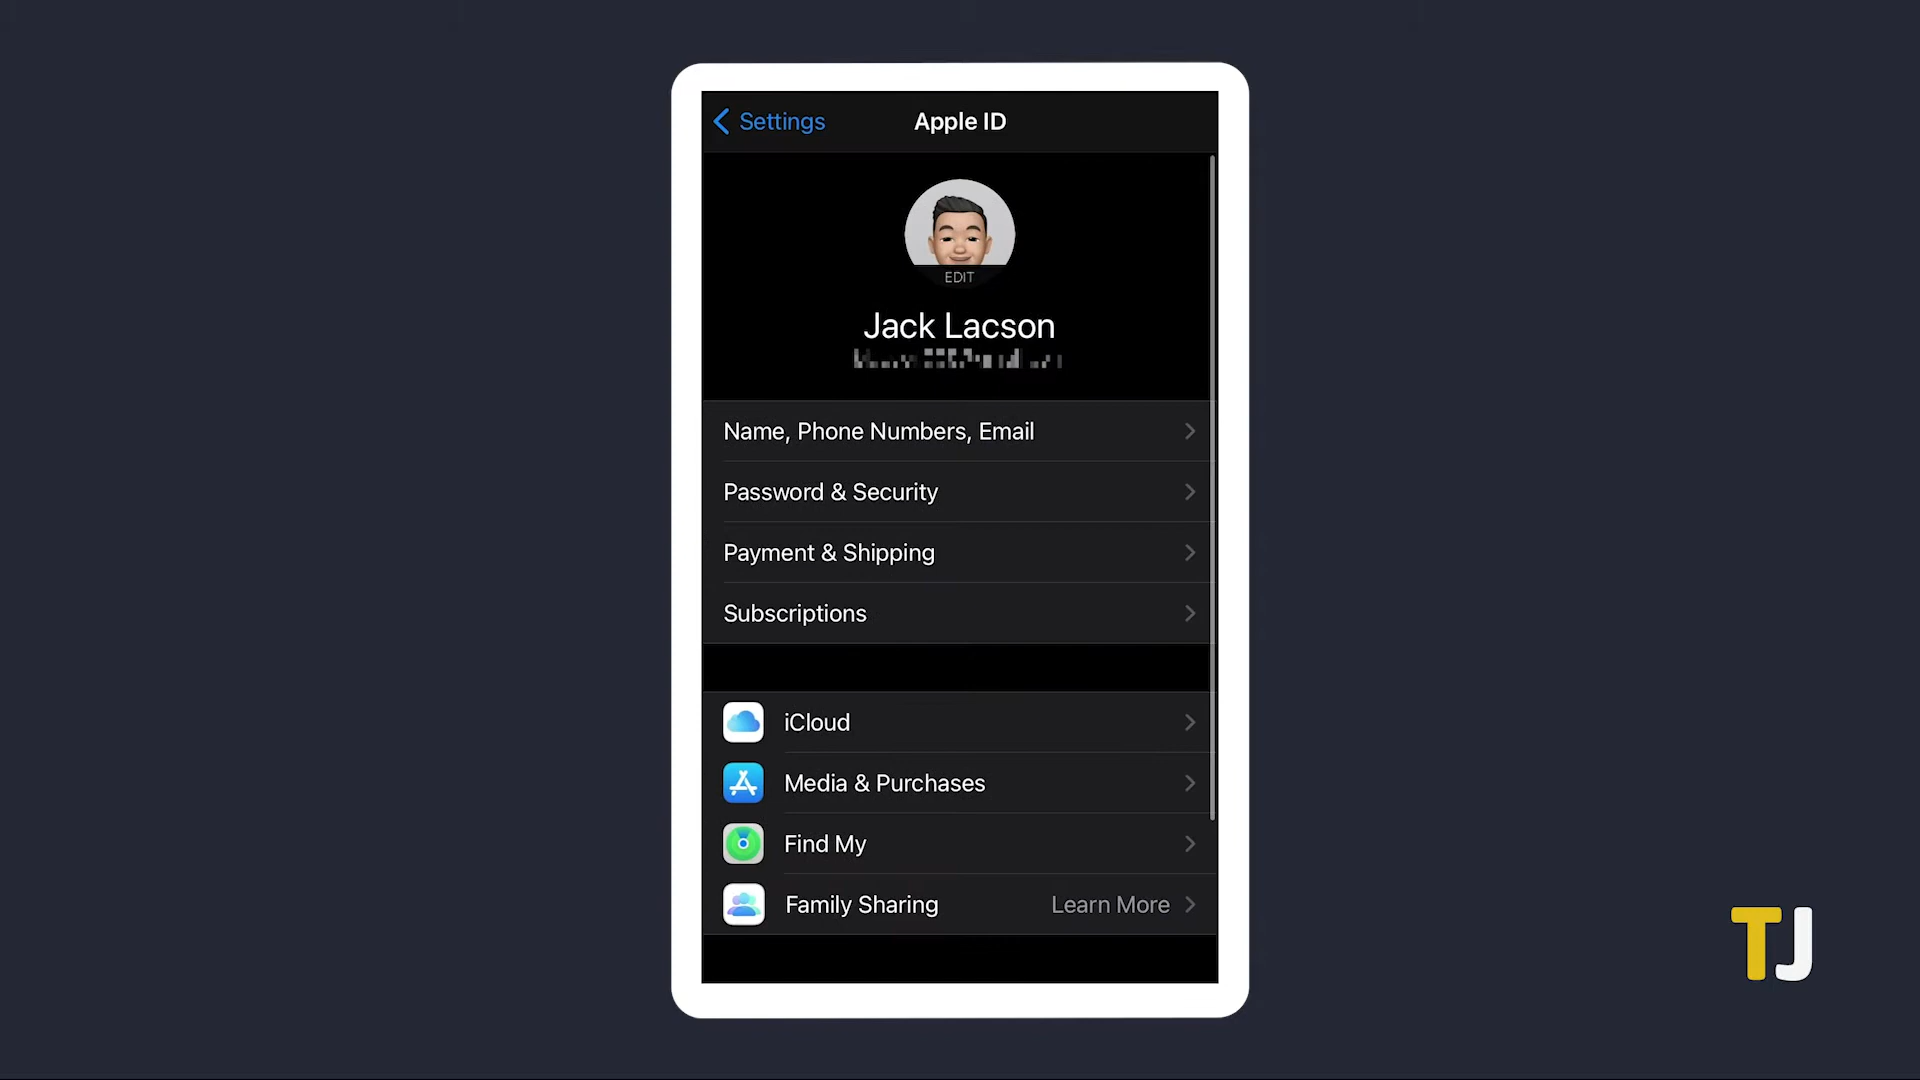 Settings
Apple ID
EDIT
Jack Lacson
Name, Phone Numbers, Email
Password & Security
Payment & Shipping
Subscriptions
iCloud
Media & Purchases
Find My
Family Sharing Learn More
TJ